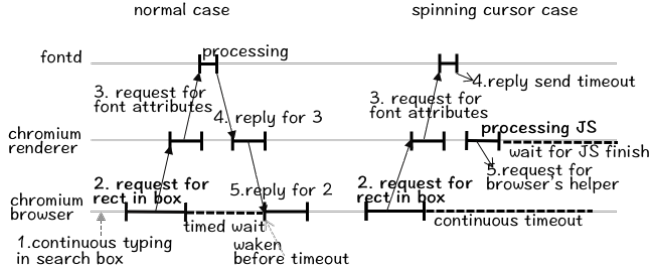 normal case
spinning cursor case
fontd
processing
4.reply send timeout
3. request for
font attributes
4. reply for 3
3. request for
font attributes
chromium
renderer
processing JS
wait for JS finish
5.request for
browser's helper
chromium
browser
2. request for
rect in box
5.reply for 2
2. request for
rect in box
timed wait
continuous timeout
1.continuous typing
in search box
waken
before timeout